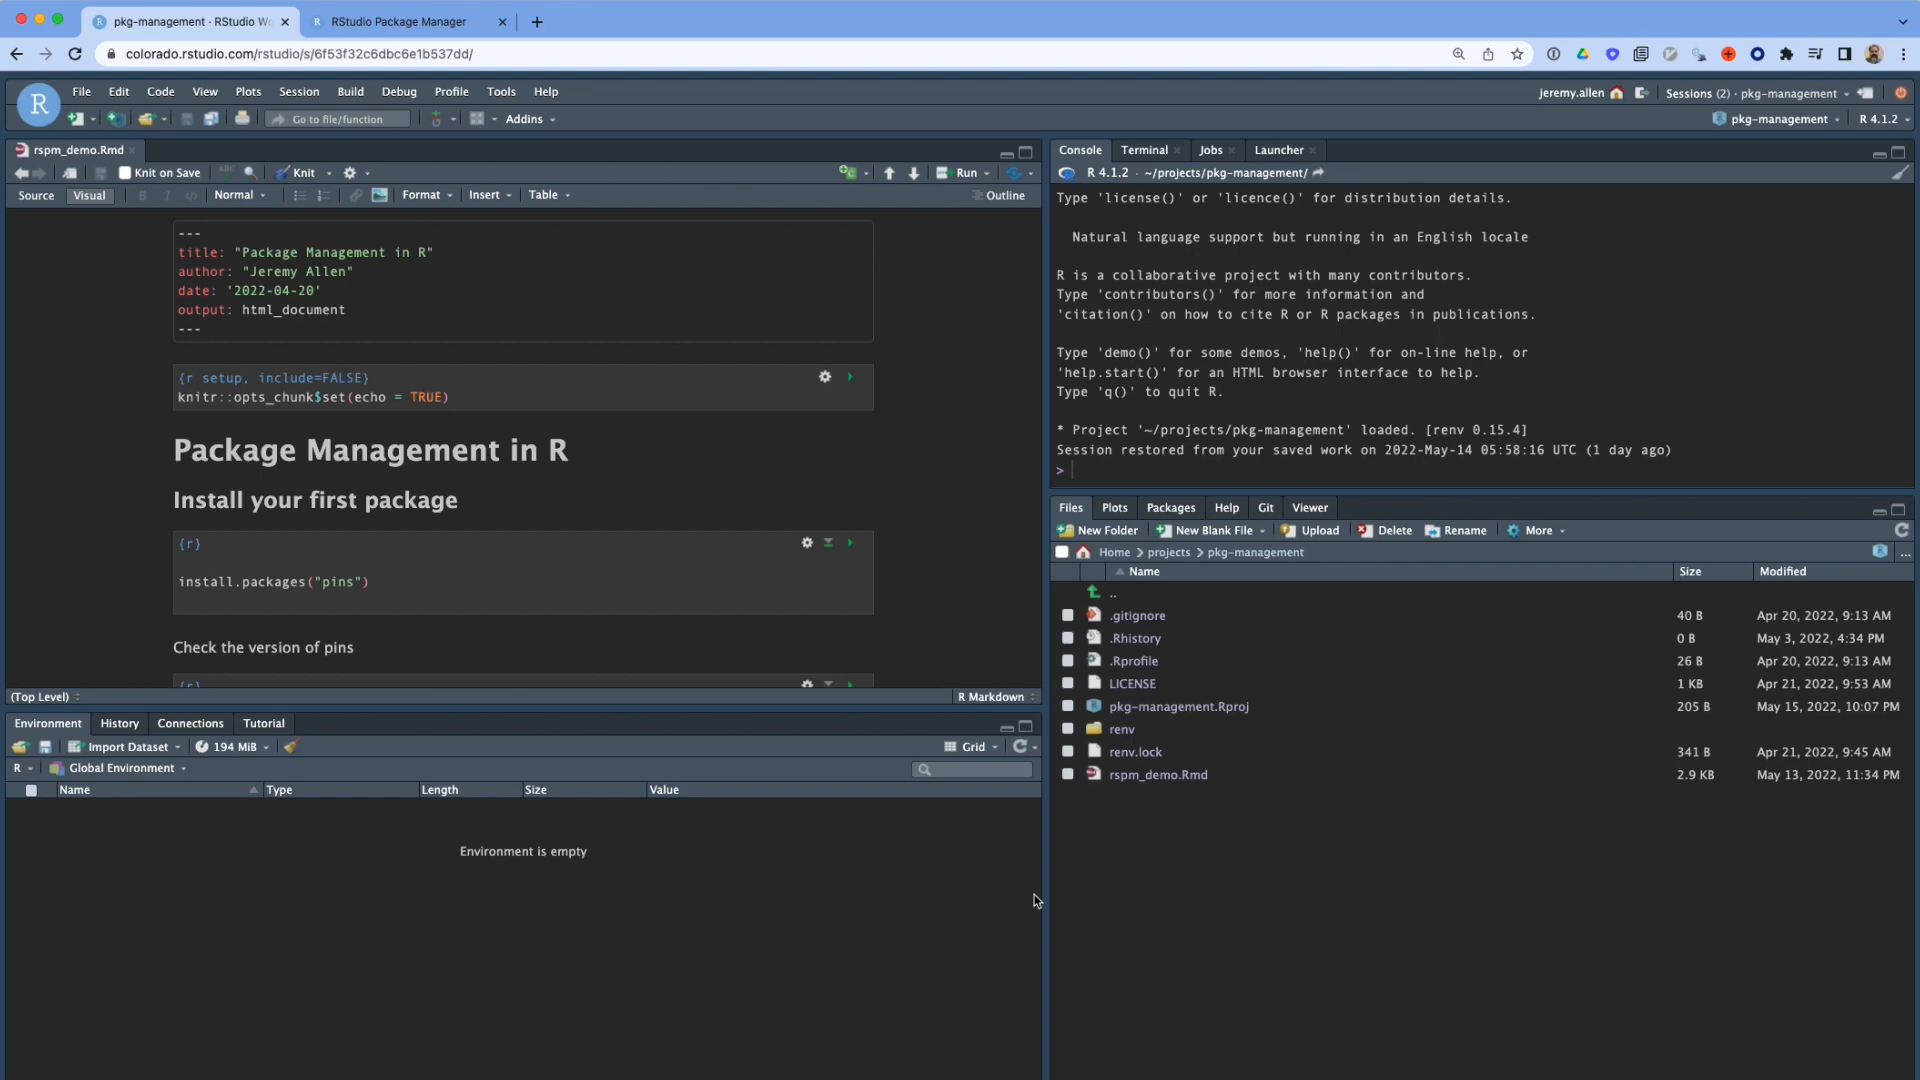 pkg-management · RStudio Wo
RStudio Package Manager
colorado.rstudio.com/rstudio/s/6f53f32c6dbc6e1b537dd/
R
File Edit Code View Plots Session Build Debug Profile Tools Help
jeremy.allen
Sessions (2) · pkg-management
Go to file/function
Addins
pkg-management
R 4.1.2
rspm_demo.Rmd
Knit on Save
ABC
Knit
Run
Source Visual
B I </>
Normal
Format
Insert
Table
Outline
---
title: "Package Management in R"
author: "Jeremy Allen"
date: '2022-04-20'
output: html_document
---
{r setup, include=FALSE}
knitr::opts_chunk$set(echo = TRUE)
Package Management in R
Install your first package
{r}
install.packages("pins")
Check the version of pins
{r}
(Top Level)
R Markdown
Environment History Connections Tutorial
Import Dataset
194 MiB
Grid
R
Global Environment
Name Type Length Size Value
Environment is empty
Console Terminal Jobs Launcher
R 4.1.2 · ~/projects/pkg-management/
Type 'license()' or 'licence()' for distribution details.
Natural language support but running in an English locale
R is a collaborative project with many contributors.
Type 'contributors()' for more information and
'citation()' on how to cite R or R packages in publications.
Type 'demo()' for some demos, 'help()' for on-line help, or
'help.start()' for an HTML browser interface to help.
Type 'q()' to quit R.
* Project '~/projects/pkg-management' loaded. [renv 0.15.4]
Session restored from your saved work on 2022-May-14 05:58:16 UTC (1 day ago)
>
Files Plots Packages Help Git Viewer
New Folder New Blank File Upload Delete Rename More
Home > projects > pkg-management
...
Name Size Modified
..
.gitignore 40 B Apr 20, 2022, 9:13 AM
.Rhistory 0 B May 3, 2022, 4:34 PM
.Rprofile 26 B Apr 20, 2022, 9:13 AM
LICENSE 1 KB Apr 21, 2022, 9:53 AM
pkg-management.Rproj 205 B May 15, 2022, 10:07 PM
renv
renv.lock 341 B Apr 21, 2022, 9:45 AM
rspm_demo.Rmd 2.9 KB May 13, 2022, 11:34 PM